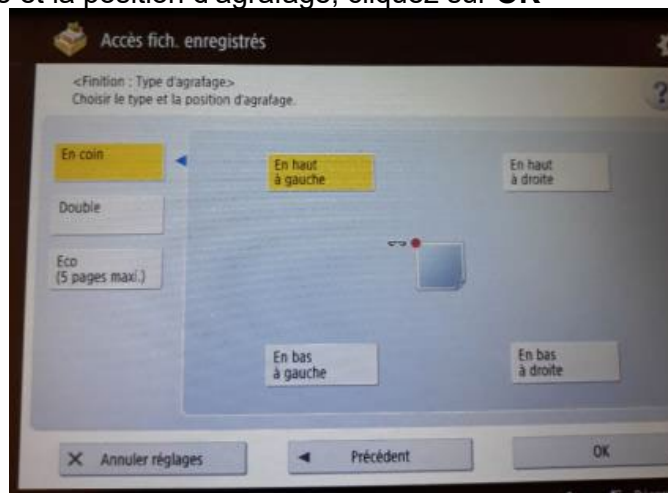 et la position d'agrafage, cliquez sur OK
Accès fich. enregistrés
<Finition : Type d'agrafage>
Choisir le type et la position d'agrafage.
?
En coin
En haut
à gauche
En haut
à droite
Double
Eco
(5 pages maxi.)
En bas
à gauche
En bas
à droite
Annuler réglages
Précédent
OK